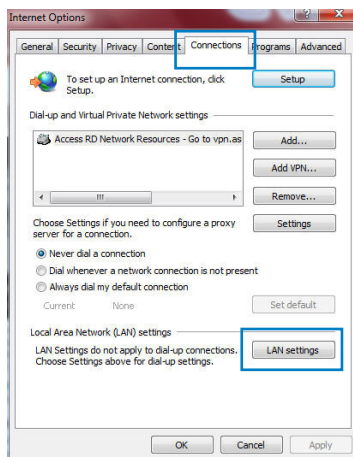 Internet Options
General Security Privacy Content Connections Programs Advanced
To set up an Internet connection, click
Setup.
Setup
Dial-up and Virtual Private Network settings
Access RD Network Resources - Go to vpn.as
Add...
Add VPN...
Remove...
Choose Settings if you need to configure a proxy
server for a connection.
Settings
Never dial a connection
Dial whenever a network connection is not present
Always dial my default connection
Current None
Set default
Local Area Network (LAN) settings
LAN Settings do not apply to dial-up connections.
Choose Settings above for dial-up settings.
LAN settings
OK Cancel Apply